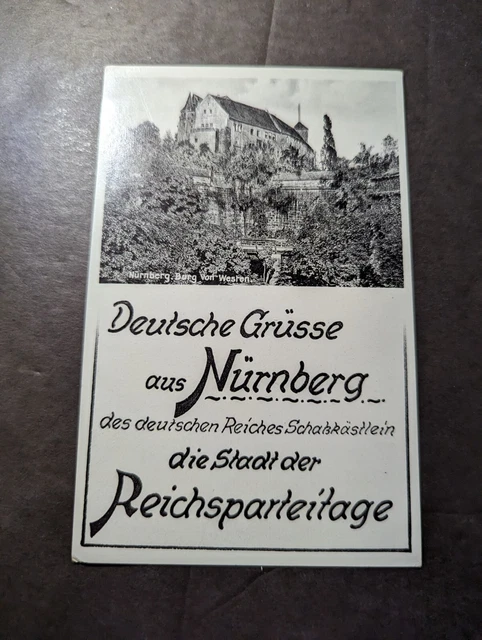 Nürnberg. Burg von Westen.
Deutsche Grüsse
aus Nürnberg
des deutschen Reiches Schatzkästlein
die Stadt der
Reichsparteitage